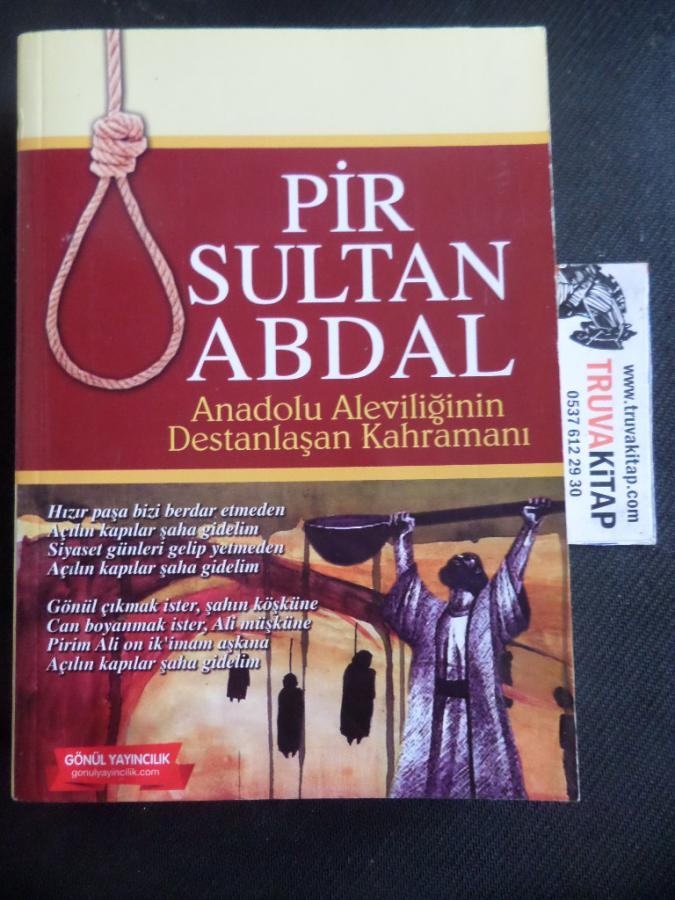 PİR
SULTAN
ABDAL
Anadolu Aleviliğinin
Destanlaşan Kahramanı
Hızır paşa bizi berdar etmeden
Açılın kapılar şaha gidelim
Siyaset günleri gelip yetmeden
Açılın kapılar şaha gidelim
Gönül çıkmak ister, şahın köşküne
Can boyanmak ister, Ali müşküne
Pirim Ali on ik'imam aşkına
Açılın kapılar şaha gidelim
GÖNÜL YAYINCILIK
gonulyayincilik.com
www.truvakitap.com
TRUVAKİTAP
0537 612 29 30